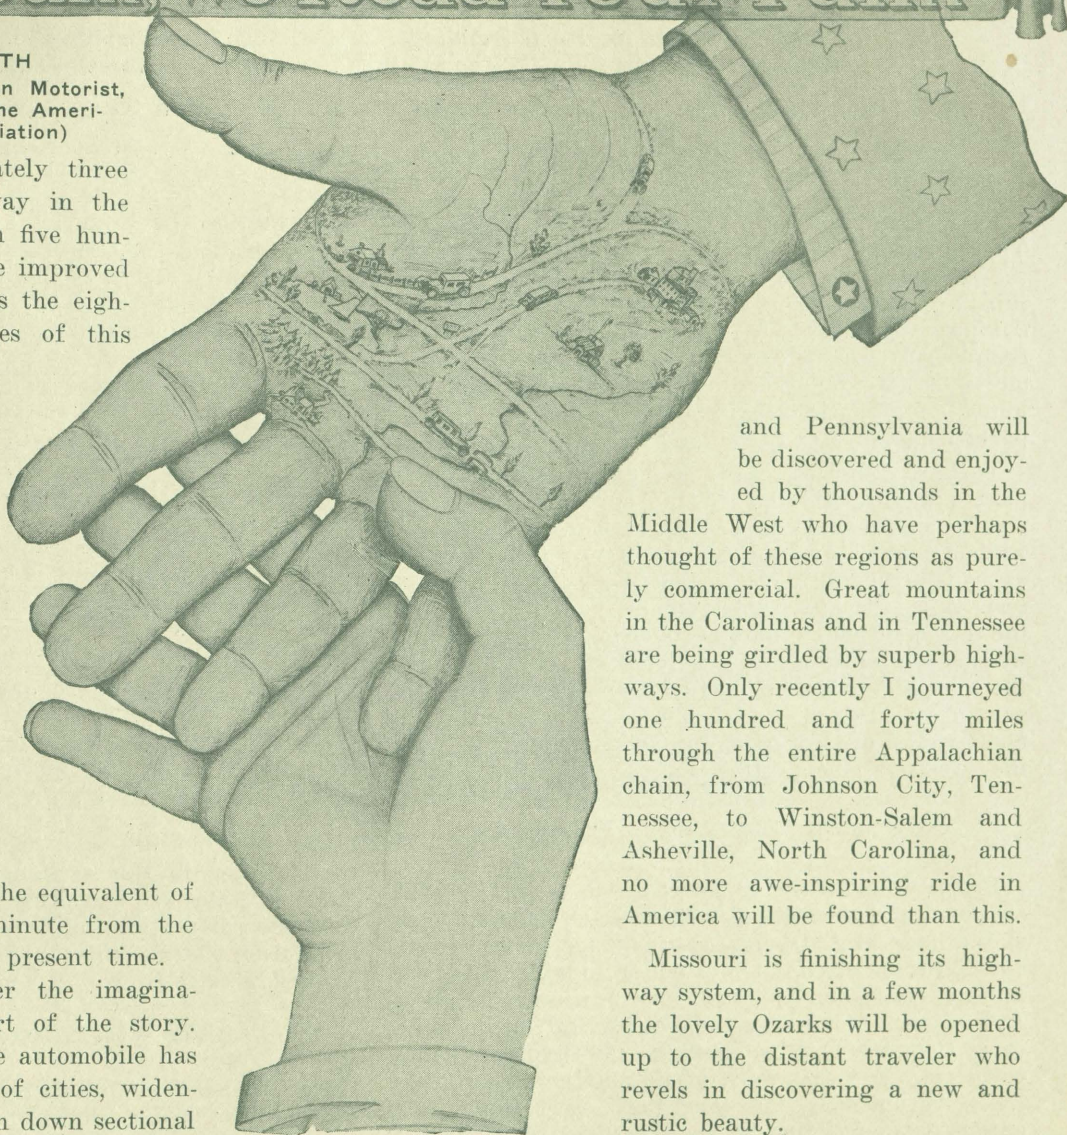 We Read Your Palm
TH
n Motorist,
he Ameri-
iation)
ately three
ay in the
n five hun-
e improved
s the eigh-
es of this
he equivalent of
minute from the
present time.
er the imagina-
rt of the story.
e automobile has
of cities, widen-
n down sectional
and Pennsylvania will
be discovered and enjoy-
ed by thousands in the
Middle West who have perhaps
thought of these regions as pure-
ly commercial. Great mountains
in the Carolinas and in Tennessee
are being girdled by superb high-
ways. Only recently I journeyed
one hundred and forty miles
through the entire Appalachian
chain, from Johnson City, Ten-
nessee, to Winston-Salem and
Asheville, North Carolina, and
no more awe-inspiring ride in
America will be found than this.
Missouri is finishing its high-
way system, and in a few months
the lovely Ozarks will be opened
up to the distant traveler who
revels in discovering a new and
rustic beauty.